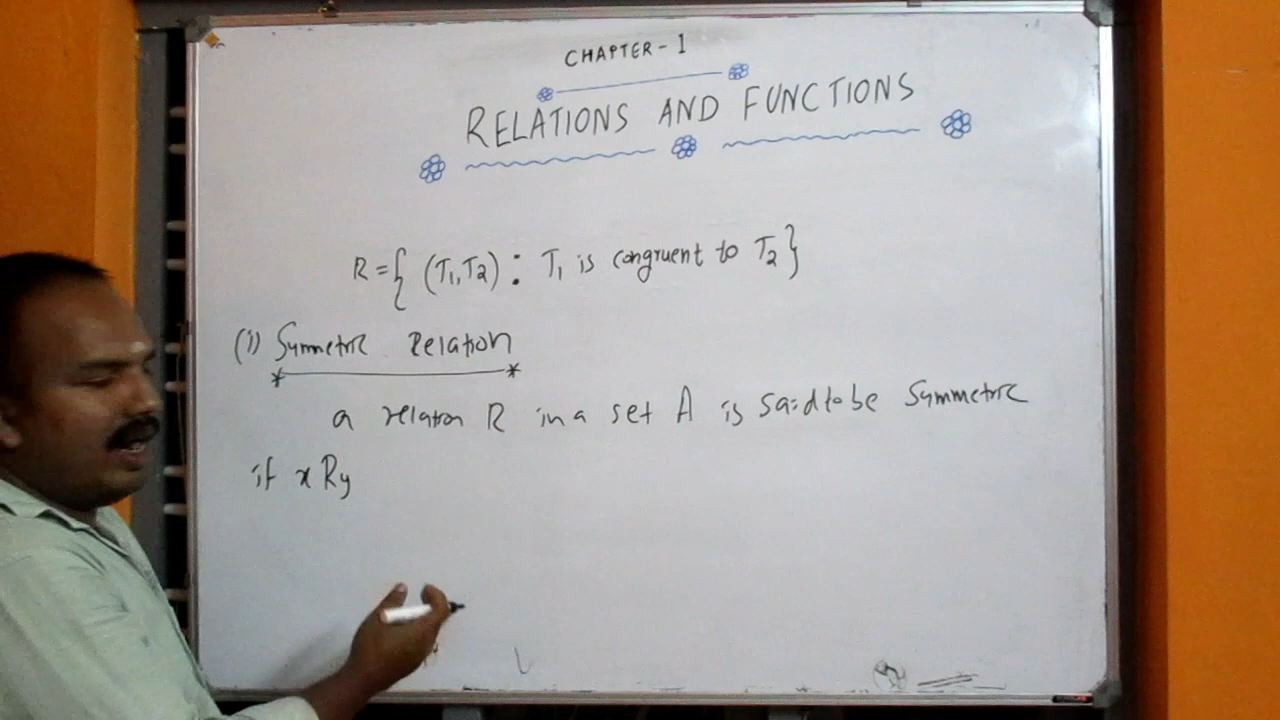 CHAPTER - 1
RELATIONS AND FUNCTIONS
R = { (T₁, T₂) : T₁ is congruent to T₂ }
(i) Symmetric Relation
a relation R in a set A is said to be Symmetric
if x R y